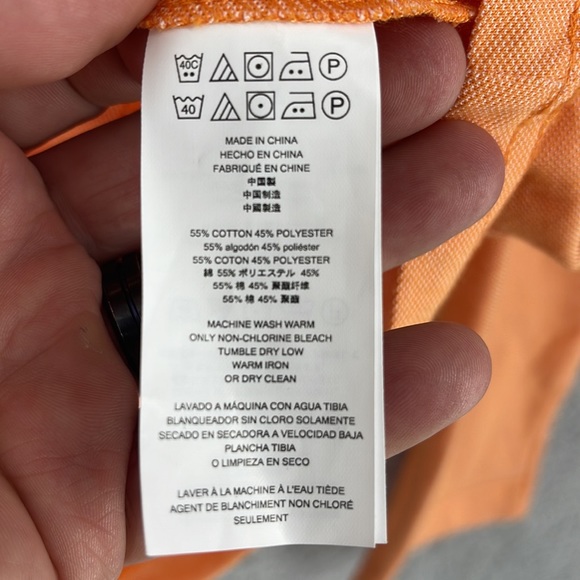 40C
P
40
P
MADE IN CHINA
HECHO EN CHINA
FABRIQUÉ EN CHINE
中国製
中国制造
中國製造
55% COTTON 45% POLYESTER
55% algodón 45% poliéster
55% COTON 45% POLYESTER
綿 55% ポリエステル 45%
55% 棉 45% 聚酯纤维
55% 棉 45% 聚酯
MACHINE WASH WARM
ONLY NON-CHLORINE BLEACH
TUMBLE DRY LOW
WARM IRON
OR DRY CLEAN
LAVADO A MÁQUINA CON AGUA TIBIA
BLANQUEADOR SIN CLORO SOLAMENTE
SECADO EN SECADORA A VELOCIDAD BAJA
PLANCHA TIBIA
O LIMPIEZA EN SECO
LAVER À LA MACHINE À L'EAU TIÈDE
AGENT DE BLANCHIMENT NON CHLORÉ
SEULEMENT